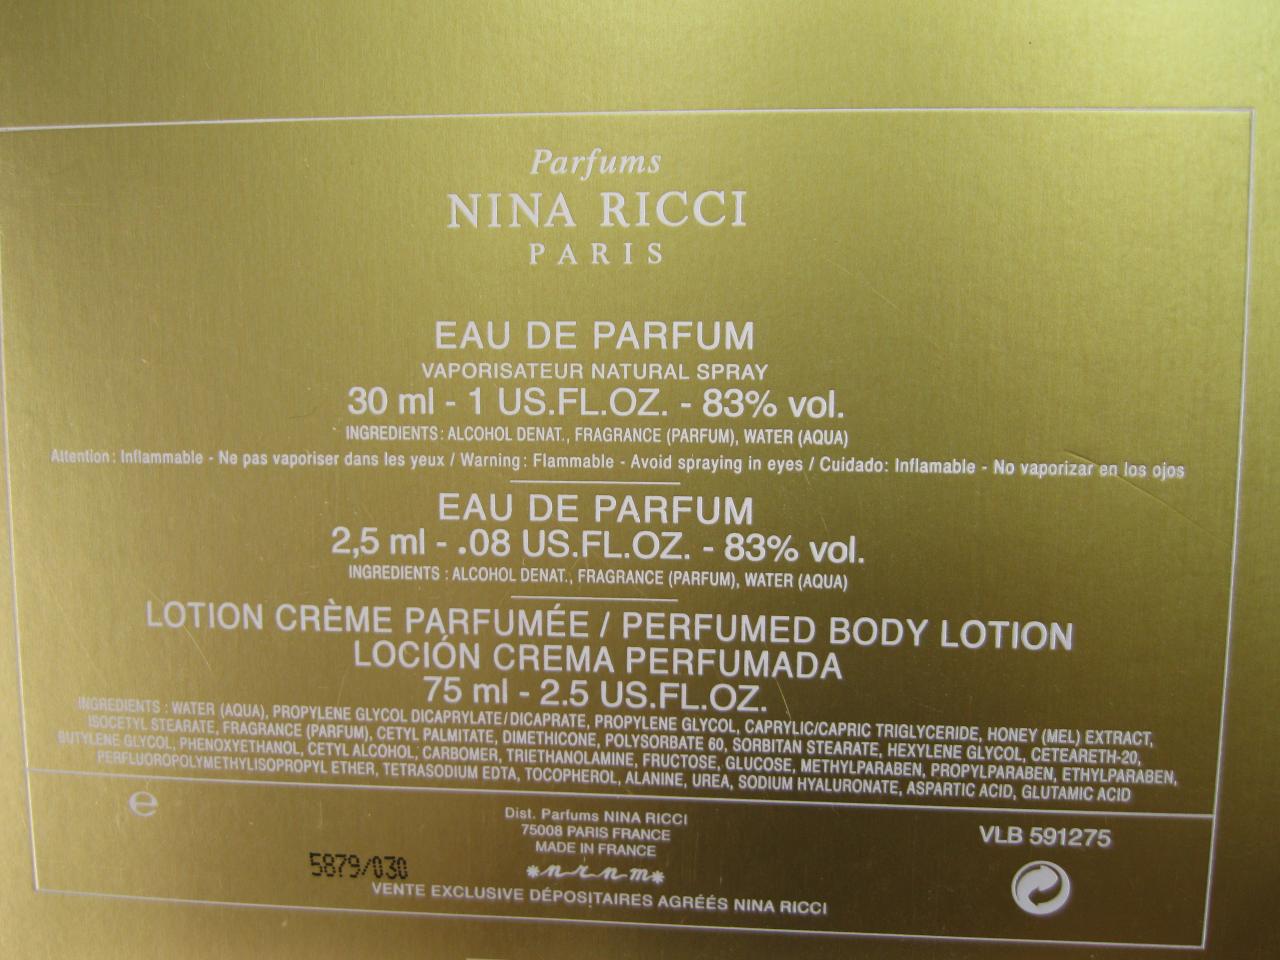 Parfums
NINA RICCI
PARIS
EAU DE PARFUM
VAPORISATEUR NATURAL SPRAY
30 ml - 1 US.FL.OZ. - 83% vol.
INGREDIENTS : ALCOHOL DENAT., FRAGRANCE (PARFUM), WATER (AQUA)
Attention : Inflammable - Ne pas vaporiser dans les yeux / Warning : Flammable - Avoid spraying in eyes / Cuidado: Inflamable - No vaporizar en los ojos
EAU DE PARFUM
2,5 ml - .08 US.FL.OZ. - 83% vol.
INGREDIENTS : ALCOHOL DENAT., FRAGRANCE (PARFUM), WATER (AQUA)
LOTION CRÈME PARFUMÉE / PERFUMED BODY LOTION
LOCIÓN CREMA PERFUMADA
75 ml - 2.5 US.FL.OZ.
INGREDIENTS : WATER (AQUA), PROPYLENE GLYCOL DICAPRYLATE/DICAPRATE, PROPYLENE GLYCOL, CAPRYLIC/CAPRIC TRIGLYCERIDE, HONEY (MEL) EXTRACT,
ISOCETYL STEARATE, FRAGRANCE (PARFUM), CETYL PALMITATE, DIMETHICONE, POLYSORBATE 60, SORBITAN STEARATE, HEXYLENE GLYCOL, CETEARETH-20,
BUTYLENE GLYCOL, PHENOXYETHANOL, CETYL ALCOHOL, CARBOMER, TRIETHANOLAMINE, FRUCTOSE, GLUCOSE, METHYLPARABEN, PROPYLPARABEN, ETHYLPARABEN,
PERFLUOROPOLYMETHYLISOPROPYL ETHER, TETRASODIUM EDTA, TOCOPHEROL, ALANINE, UREA, SODIUM HYALURONATE, ASPARTIC ACID, GLUTAMIC ACID
e
Dist. Parfums NINA RICCI
75008 PARIS FRANCE
MADE IN FRANCE
VLB 591275
5879/030
VENTE EXCLUSIVE DÉPOSITAIRES AGRÉÉS NINA RICCI